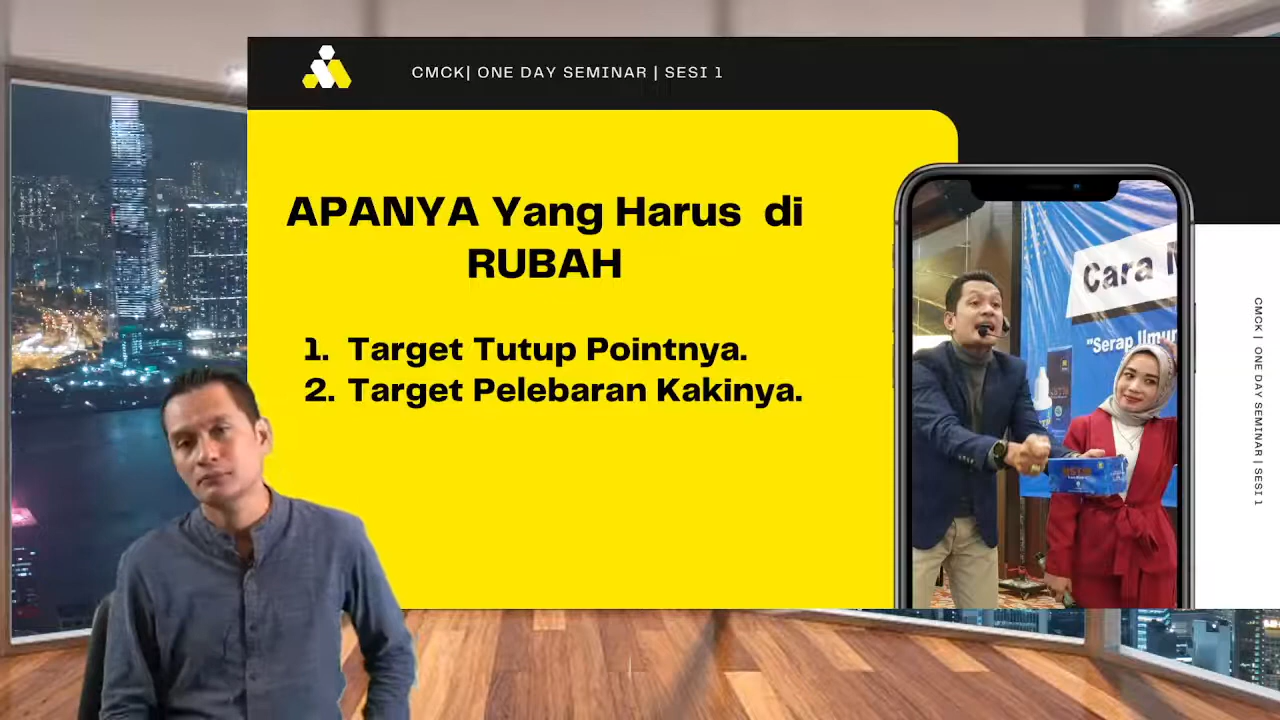 CMCK| ONE DAY SEMINAR | SESI 1
APANYA Yang Harus di
RUBAH
1. Target Tutup Pointnya.
2. Target Pelebaran Kakinya.
Cara
"Serap
CMCK | ONE DAY SEMINAR | SESI 1